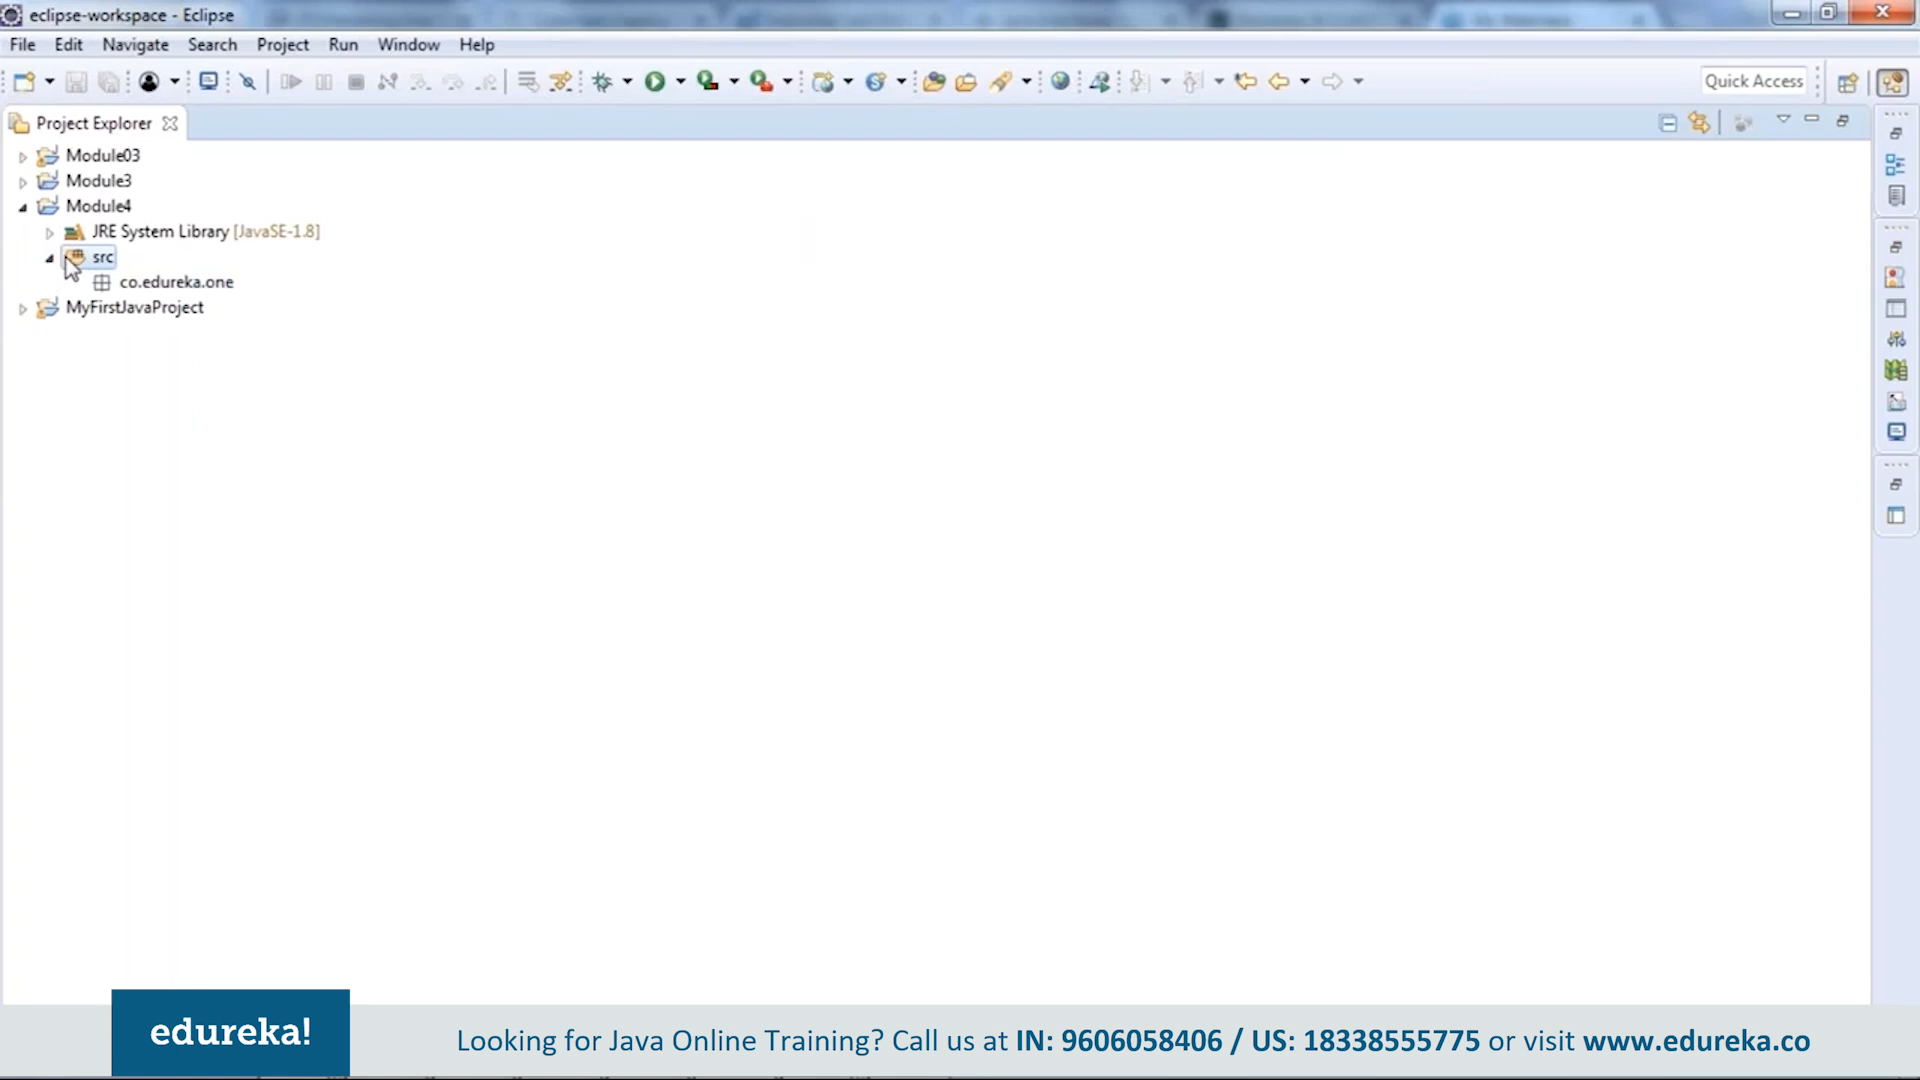 eclipse-workspace - Eclipse
File Edit Navigate Search Project Run Window Help
Quick Access
Project Explorer
Module03
Module3
Module4
JRE System Library [JavaSE-1.8]
src
co.edureka.one
MyFirstJavaProject
edureka!
Looking for Java Online Training? Call us at IN: 9606058406 / US: 18338555775 or visit www.edureka.co